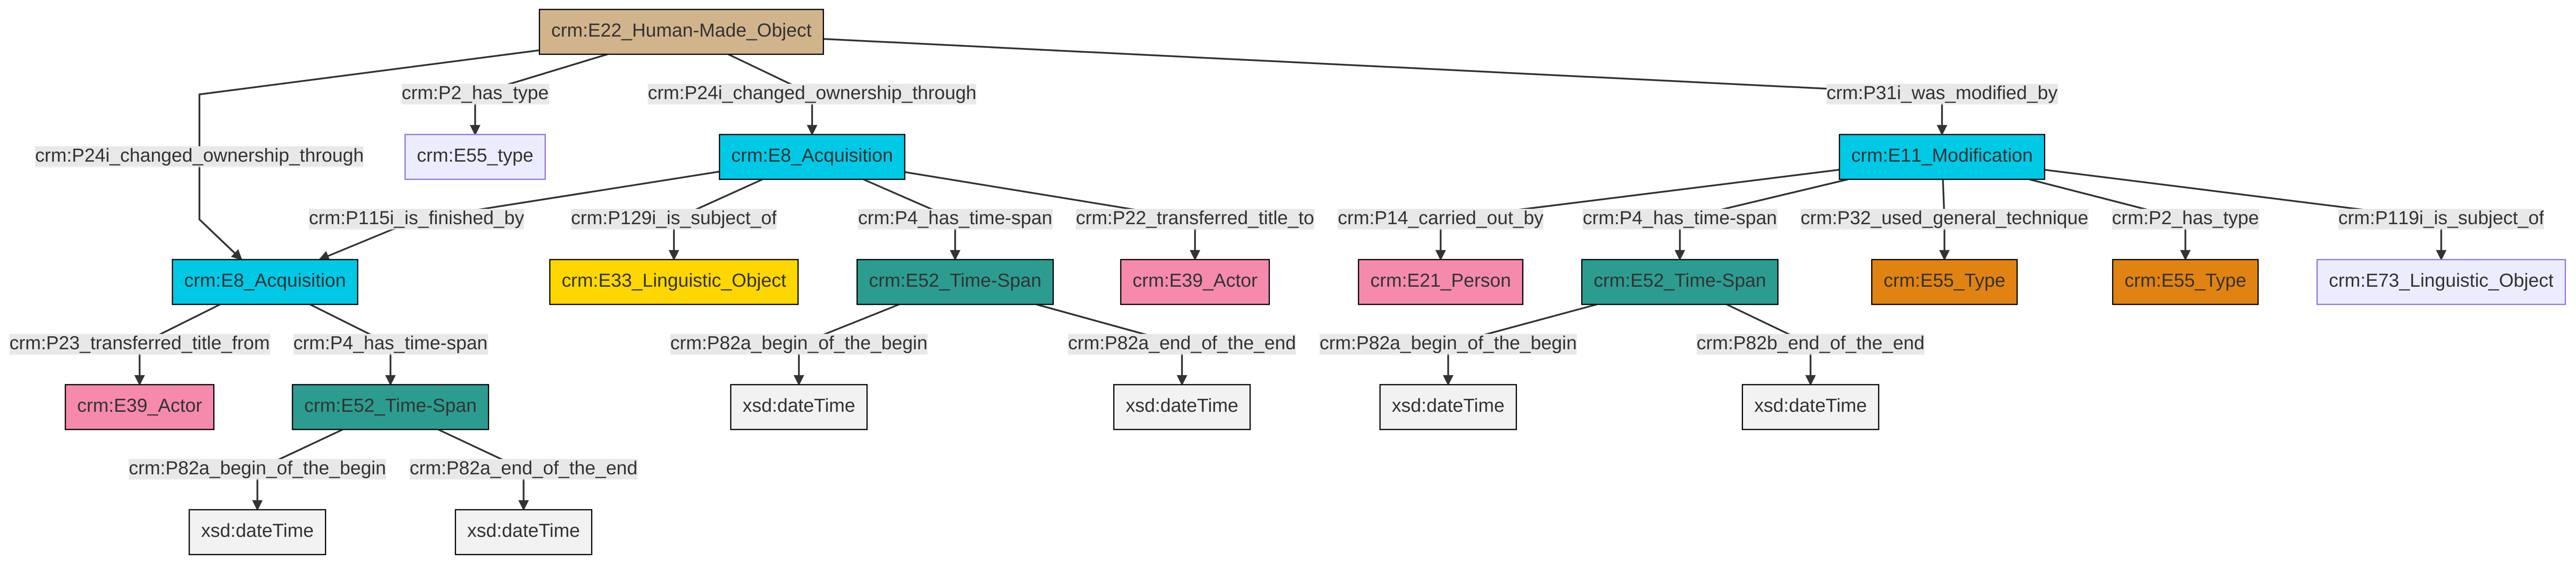 crm:E22_Human-Made_Object
crm:P2_has_type
crm:P24i_changed_ownership_through
crm:P31i_was_modified_by
crm:P24i_changed_ownership_through
crm:E55_type
crm:E8_Acquisition
crm:E11_Modification
crm:P115i_is_finished_by
crm:P129i_is_subject_of
crm:P4_has_time-span
crm:P22_transferred_title_to
crm:P14_carried_out_by
crm:P4_has_time-span
crm:P32_used_general_technique
crm:P2_has_type
crm:P119i_is_subject_of
crm:E8_Acquisition
crm:E33_Linguistic_Object
crm:E52_Time-Span
crm:E39_Actor
crm:E21_Person
crm:E52_Time-Span
crm:E55_Type
crm:E55_Type
crm:E73_Linguistic_Object
crm:P23_transferred_title_from
crm:P4_has_time-span
crm:P82a_begin_of_the_begin
crm:P82a_end_of_the_end
crm:P82a_begin_of_the_begin
crm:P82b_end_of_the_end
crm:E39_Actor
crm:E52_Time-Span
xsd:dateTime
xsd:dateTime
xsd:dateTime
xsd:dateTime
crm:P82a_begin_of_the_begin
crm:P82a_end_of_the_end
xsd:dateTime
xsd:dateTime